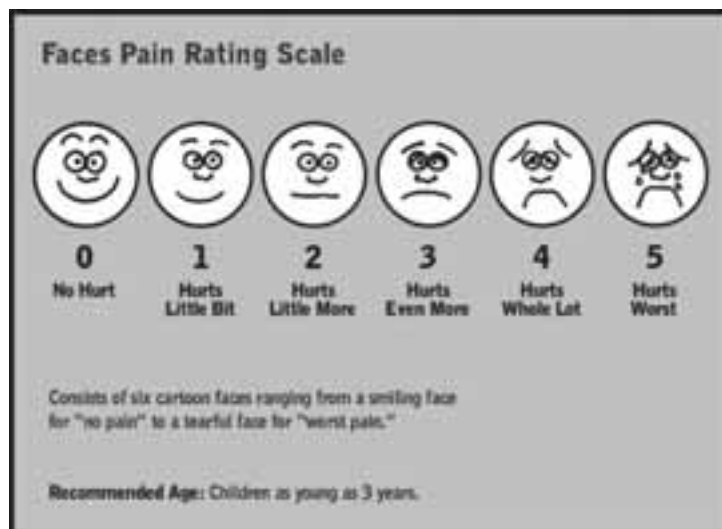 Faces Pain Rating Scale
0 1 2 3 4 5
No Hurt Hurts Little Bit Hurts Little More Hurts Even More Hurts Whole Lot Hurts Worst
Consists of six cartoon faces ranging from a smiling face
for "no pain" to a tearful face for "worst pain."
Recommended Age: Children as young as 3 years.